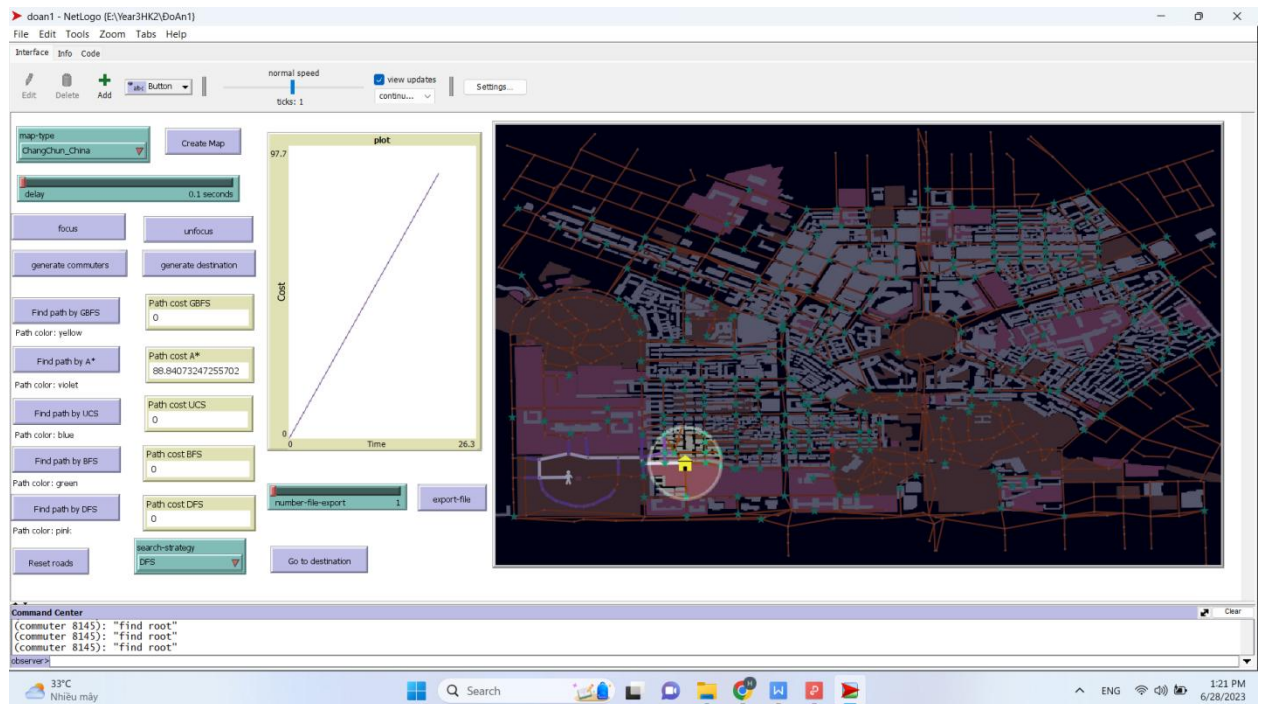 doan1 - NetLogo {E:\Year3HK2\ĐoÁn1}
File Edit Tools Zoom Tabs Help
Interface Info Code
Edit Delete Add
abc Button
normal speed
ticks: 1
view updates
continu...
Settings...
map-type
ChangChun_China
Create Map
delay 0.1 seconds
focus
unfocus
generate commuters
generate destination
Find path by GBFS
Path cost GBFS
0
Path color: yellow
Find path by A*
Path cost A*
88.84073247255702
Path color: violet
Find path by UCS
Path cost UCS
0
Path color: blue
Find path by BFS
Path cost BFS
0
Path color: green
Find path by DFS
Path cost DFS
0
Path color: pink
Reset roads
search-strategy
DFS
Go to destination
plot
97.7
Cost
0
0 Time 26.3
number-file-export 1
export-file
Command Center
Clear
(commuter 8145): "find root"
(commuter 8145): "find root"
(commuter 8145): "find root"
observer>
33°C
Nhiều mây
Search
ENG
1:21 PM
6/28/2023